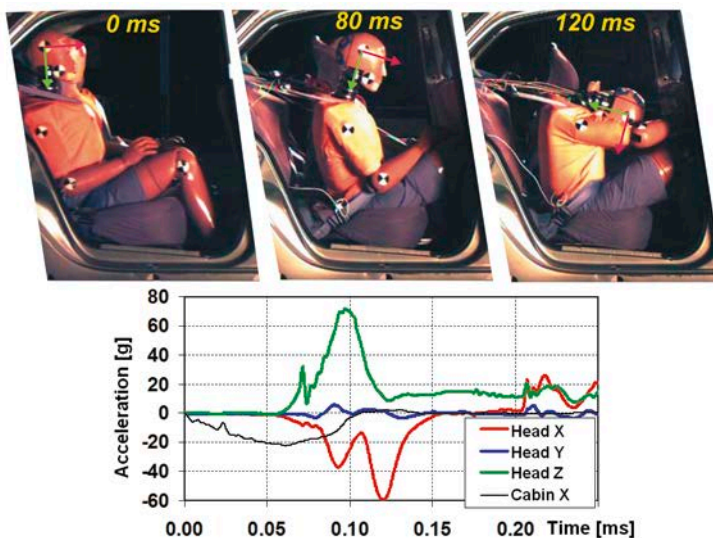 0 ms
80 ms
120 ms
80
60
40
20
0
-20
-40
-60
Acceleration [g]
Head X
Head Y
Head Z
Cabin X
0.00 0.05 0.10 0.15 0.20 Time [ms]